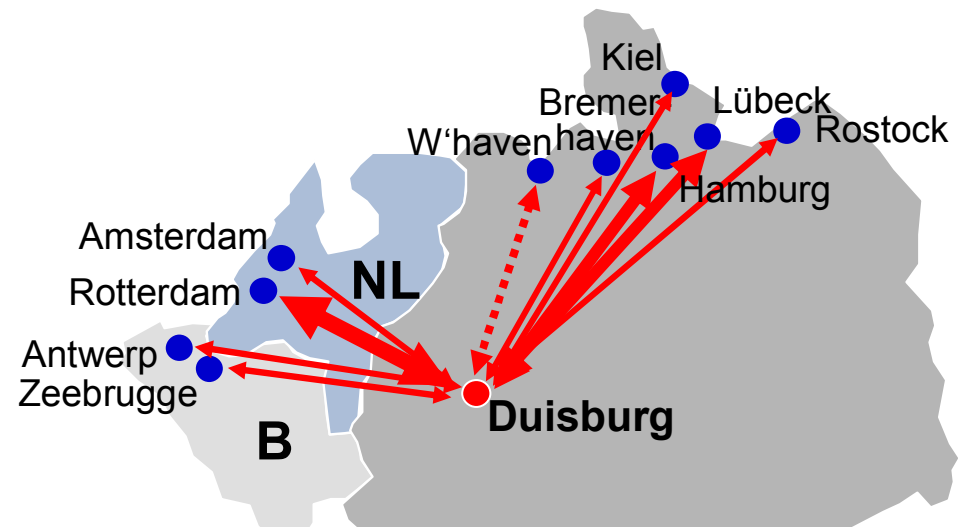 Kiel
Bremer
haven
Lübeck
W‘haven
Rostock
Hamburg
Amsterdam
NL
Rotterdam
Antwerp
Zeebrugge
Duisburg
B